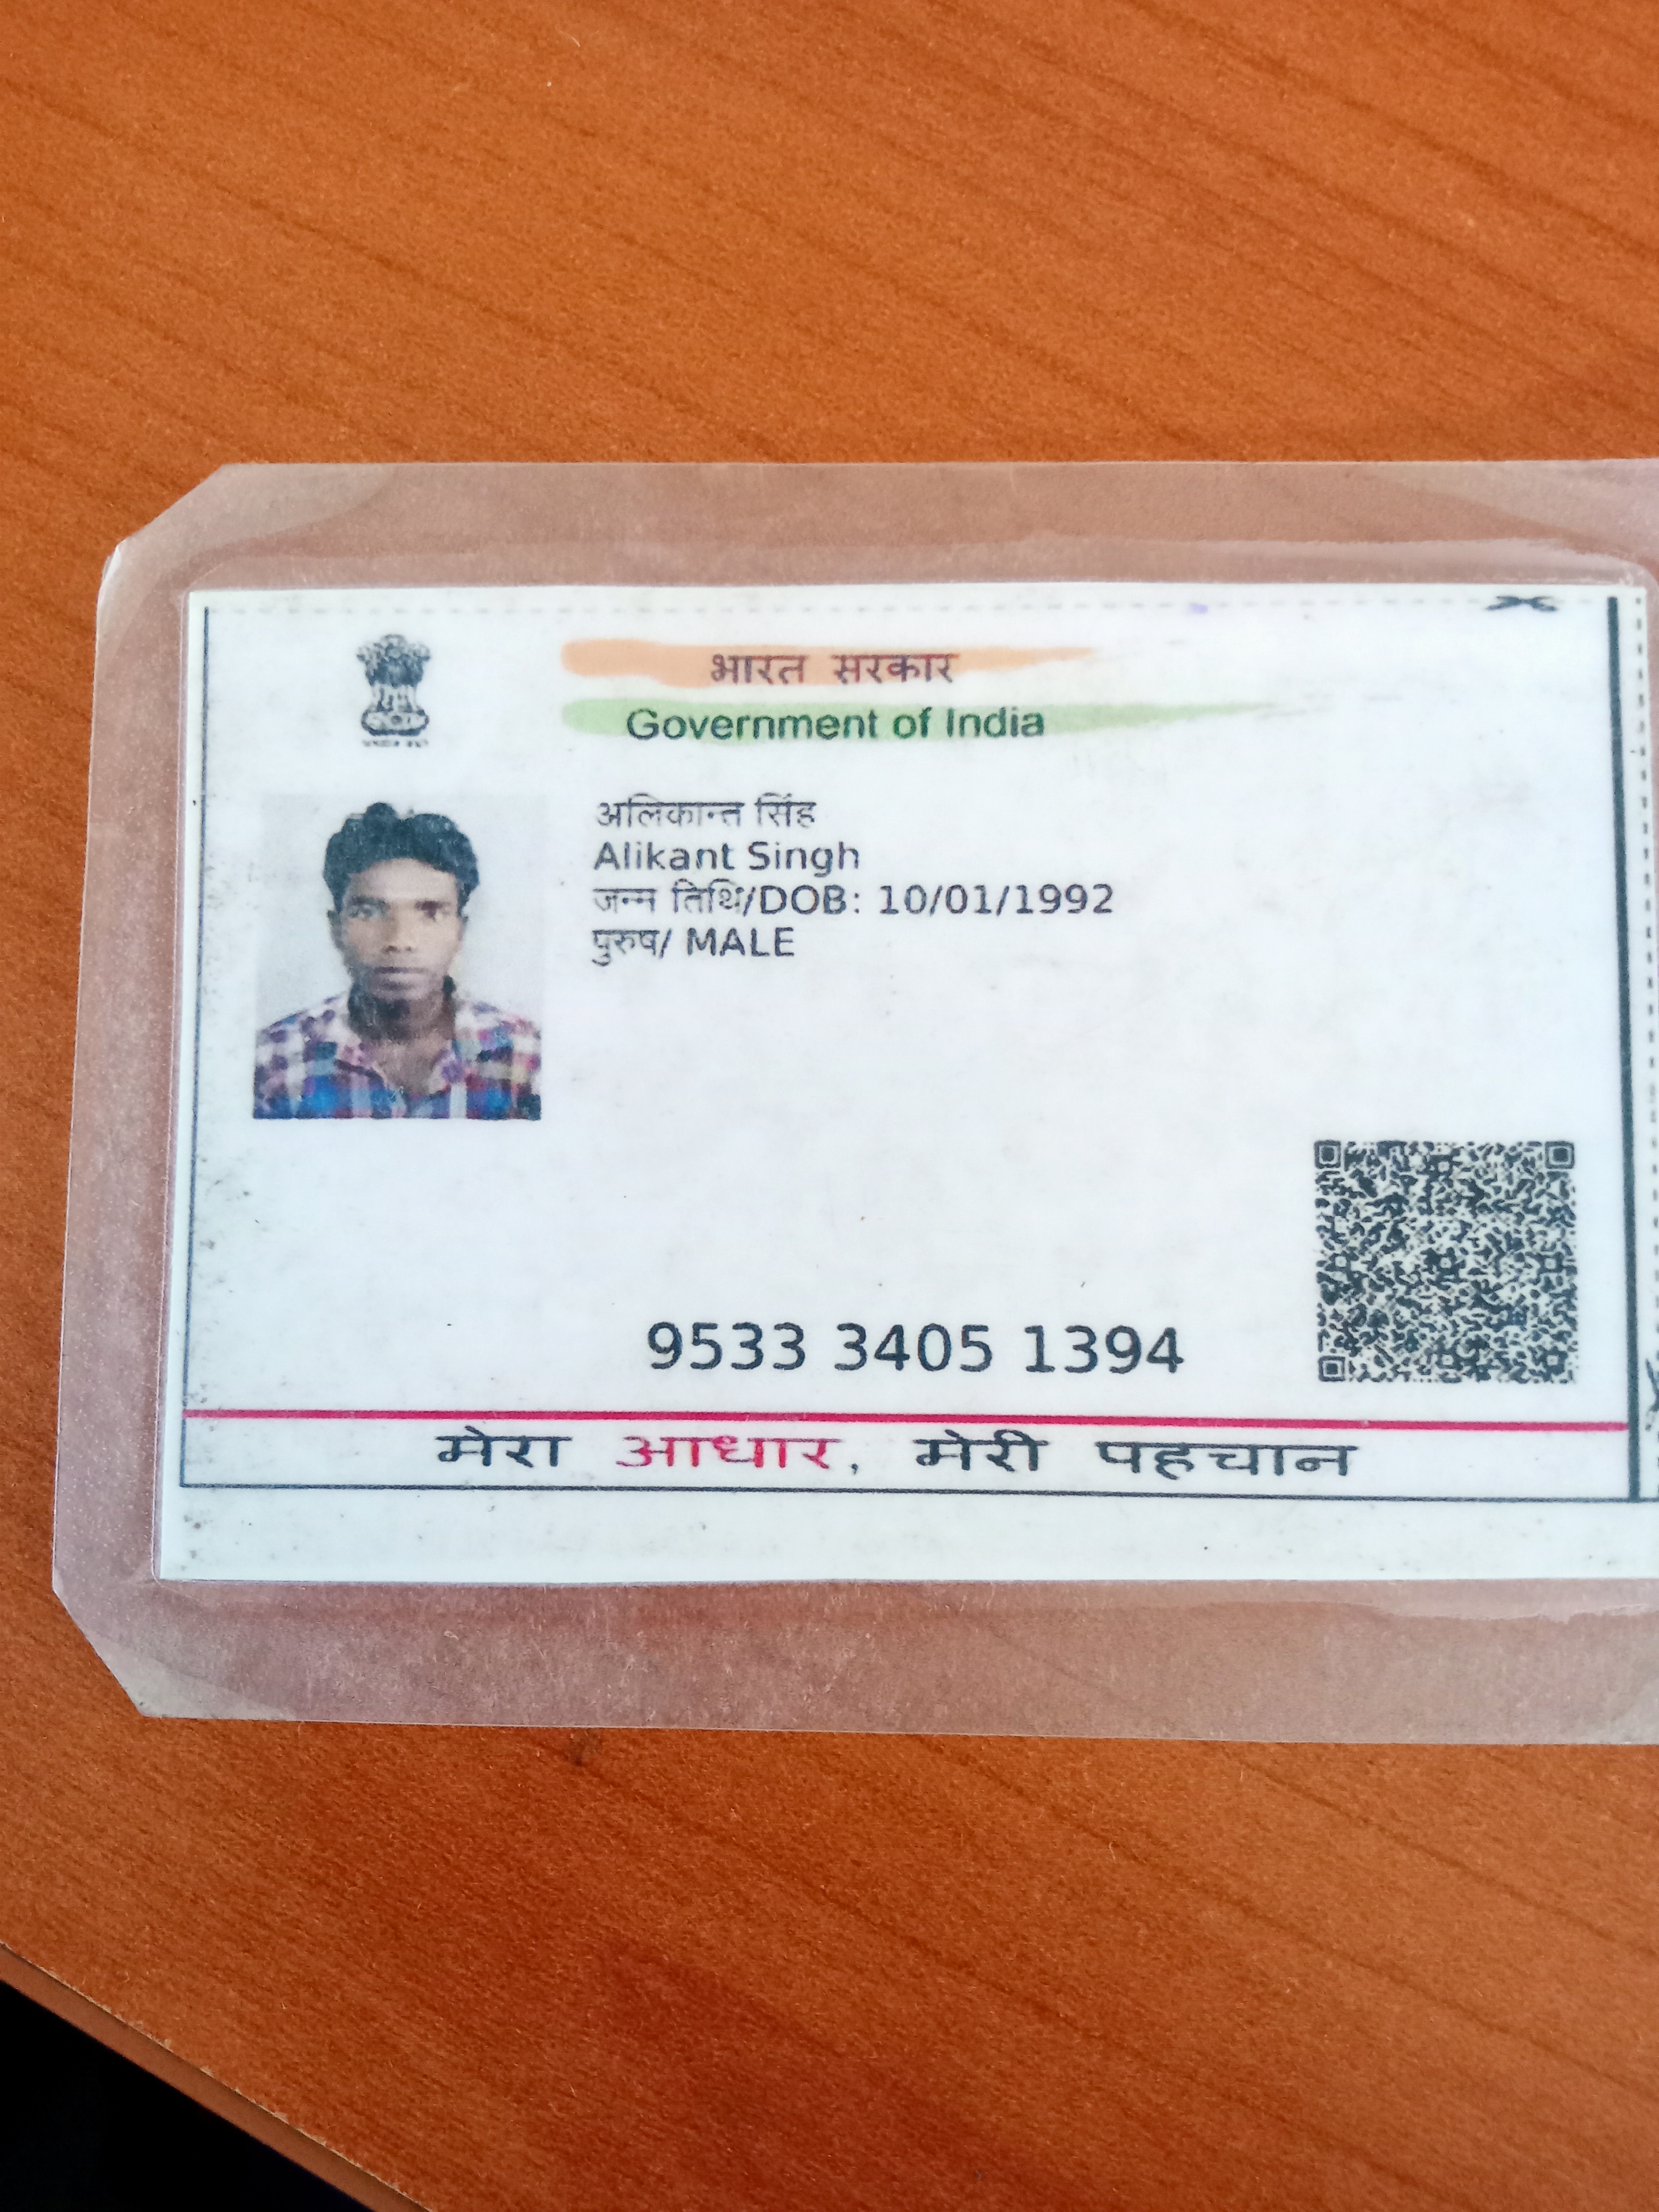 भारत सरकार
Government of India
अलिकान्त सिंह
Alikant Singh
जन्म तिथि/DOB: 10/01/1992
पुरुष/ MALE
9533 3405 1394
मेरा आधार, मेरी पहचान